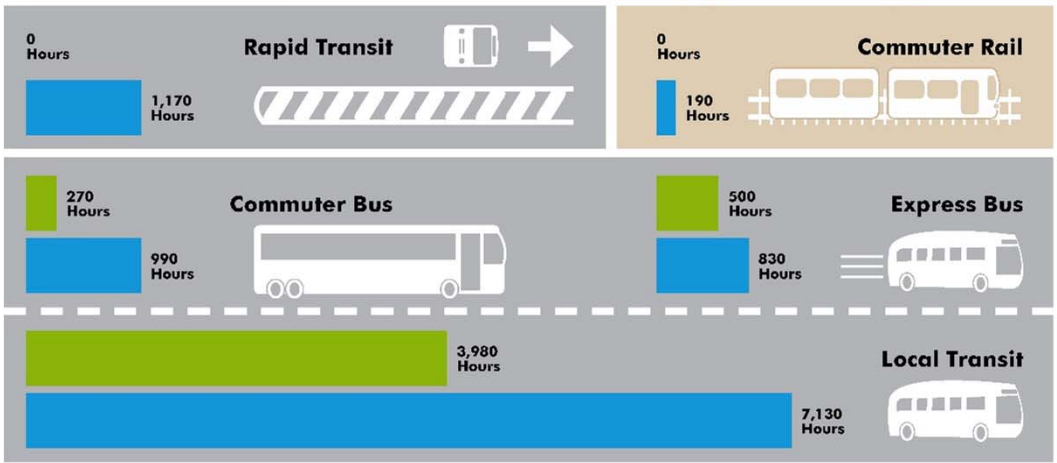 0
Hours
Rapid Transit
1,170
Hours
0
Hours
Commuter Rail
190
Hours
270
Hours
Commuter Bus
990
Hours
500
Hours
Express Bus
830
Hours
3,980
Hours
Local Transit
7,130
Hours